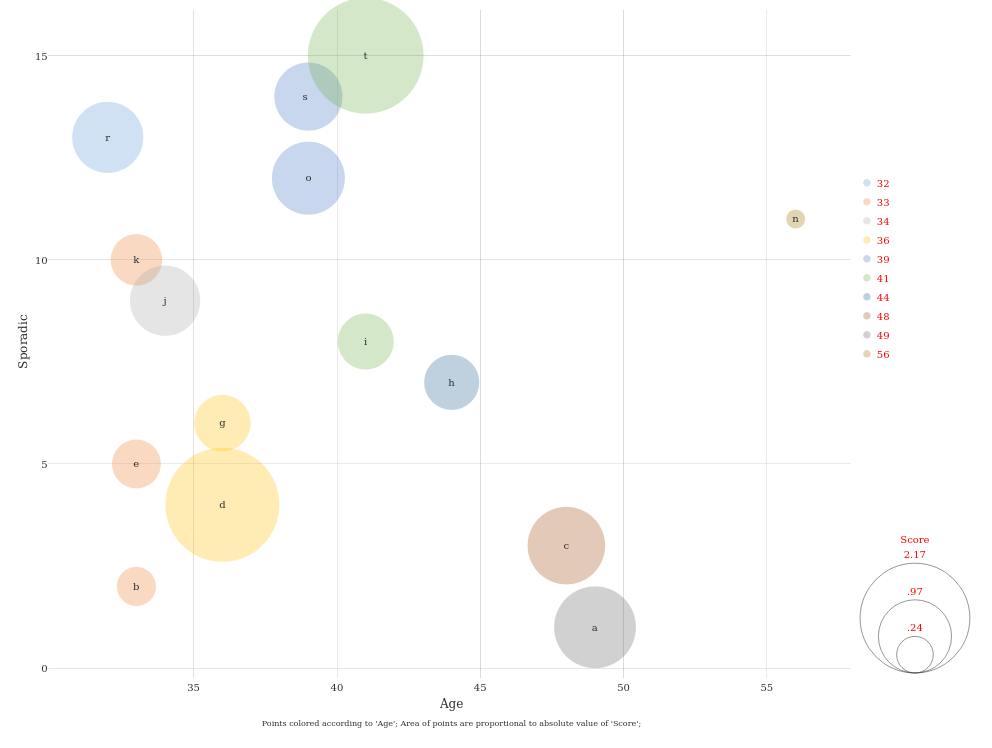 15
10
5
0
Sporadic
t
s
r
o
n
k
j
i
h
g
e
d
c
b
a
35 40 45 50 55
Age
32
33
34
36
39
41
44
48
49
56
Score
2.17
.97
.24
Points colored according to 'Age'; Area of points are proportional to absolute value of 'Score';